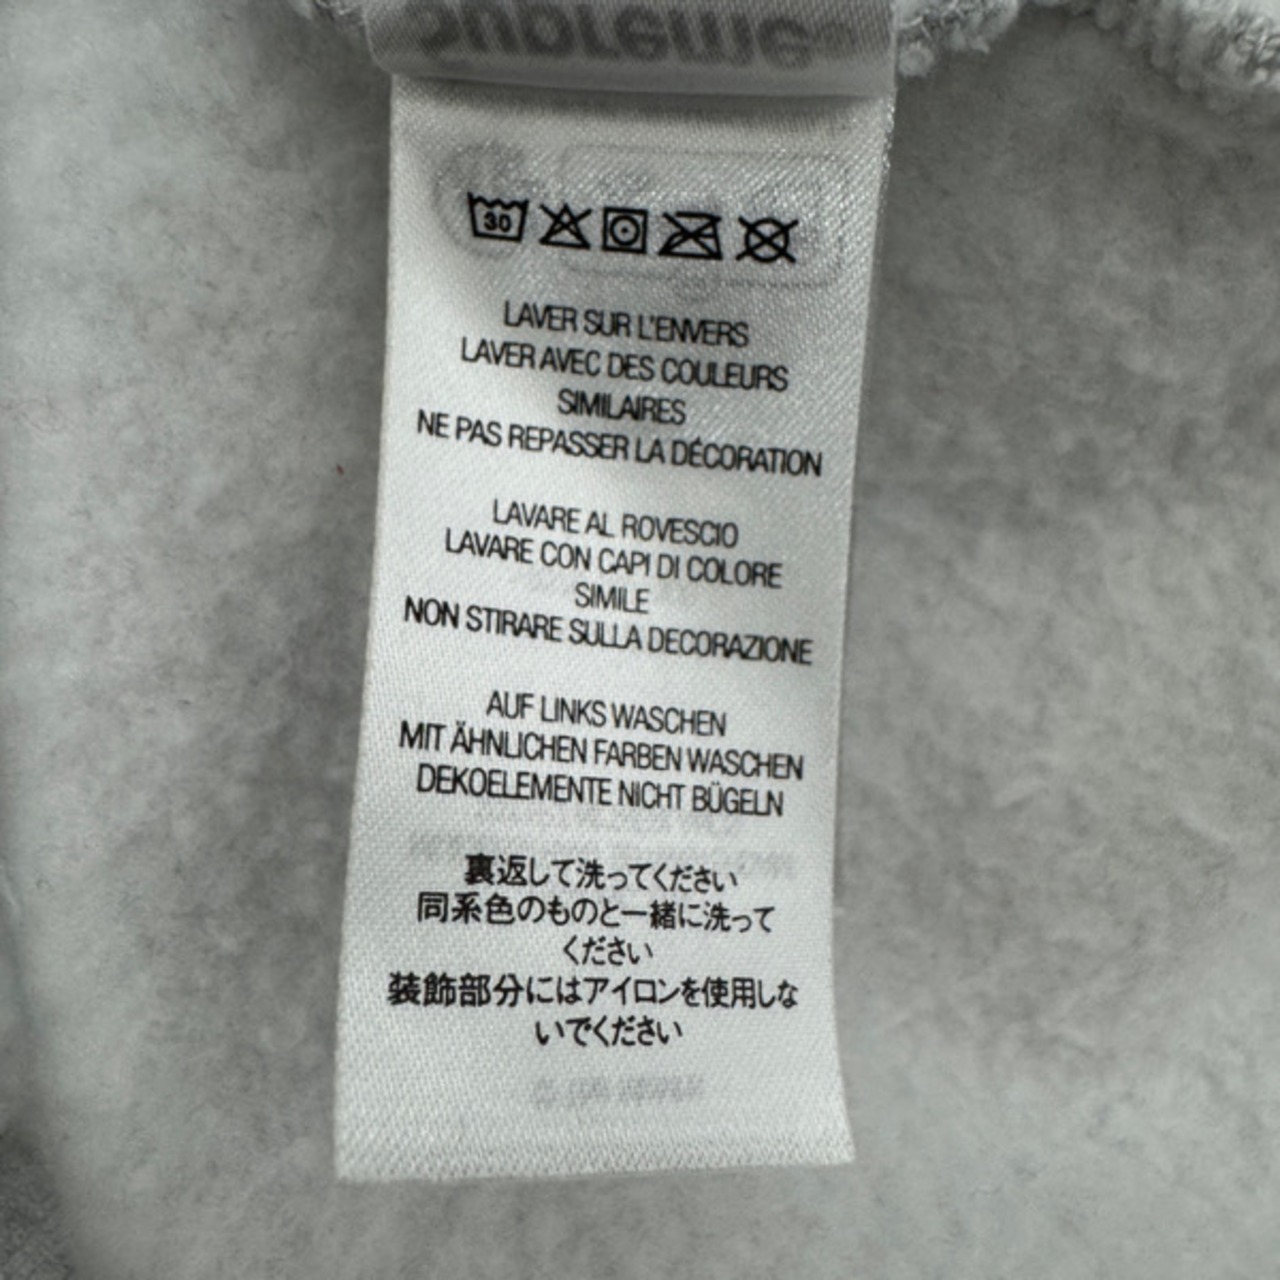 Supreme®
30
LAVER SUR L'ENVERS
LAVER AVEC DES COULEURS
SIMILAIRES
NE PAS REPASSER LA DÉCORATION
LAVARE AL ROVESCIO
LAVARE CON CAPI DI COLORE
SIMILE
NON STIRARE SULLA DECORAZIONE
AUF LINKS WASCHEN
MIT ÄHNLICHEN FARBEN WASCHEN
DEKOELEMENTE NICHT BÜGELN
裏返して洗ってください
同系色のものと一緒に洗って
ください
装飾部分にはアイロンを使用しな
いでください